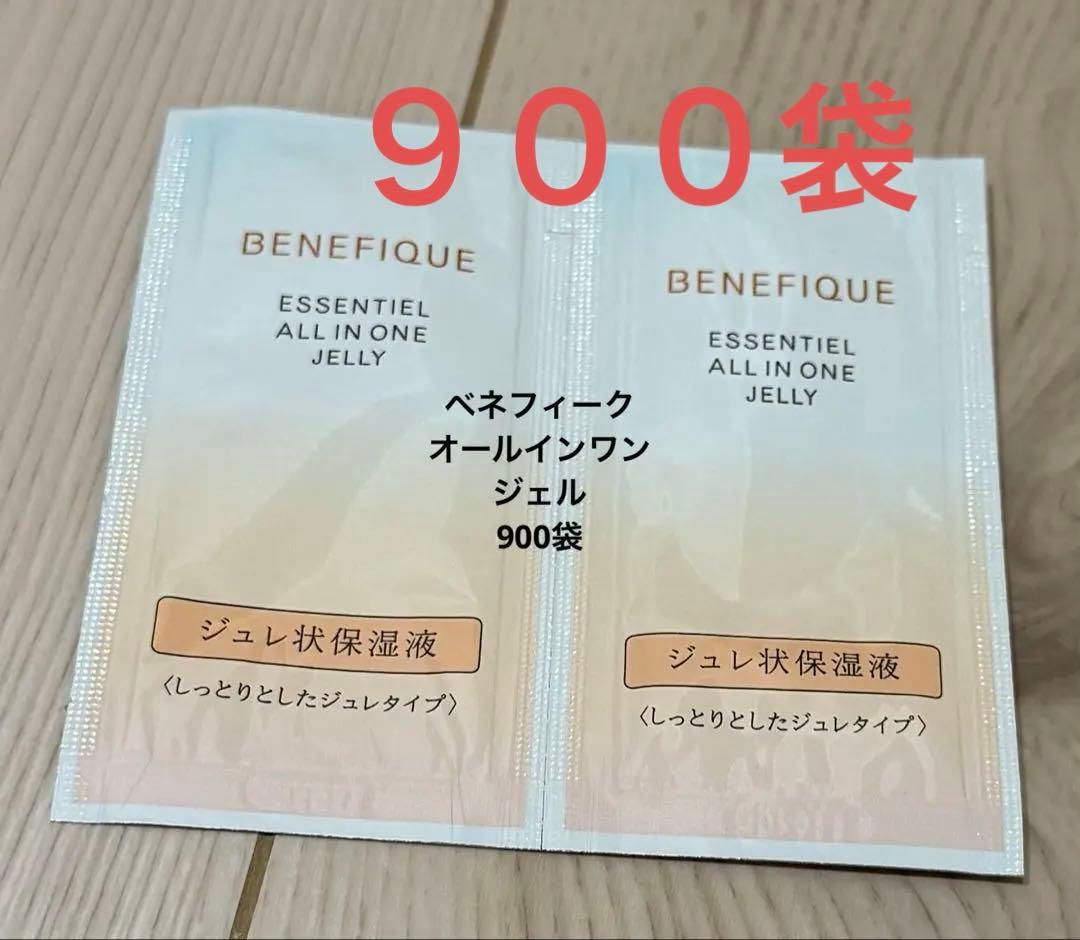 ９００袋
BENEFIQUE
ESSENTIEL
ALL IN ONE
JELLY
ジュレ状保湿液
〈しっとりとしたジュレタイプ〉
BENEFIQUE
ESSENTIEL
ALL IN ONE
JELLY
ジュレ状保湿液
〈しっとりとしたジュレタイプ〉
ベネフィーク
オールインワン
ジェル
900袋